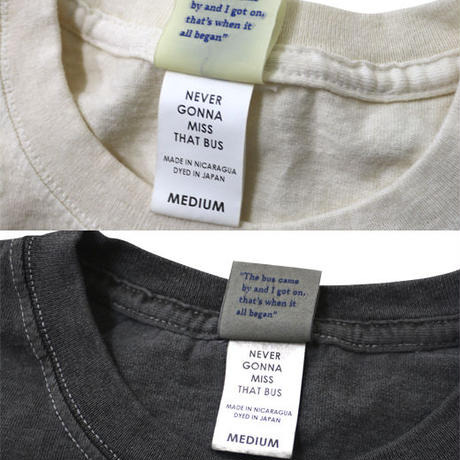 by and I got on,
that's when it
all began"
NEVER
GONNA
MISS
THAT BUS
MADE IN NICARAGUA
DYED IN JAPAN
MEDIUM
"The bus came
by and I got on,
that's when it
all began"
NEVER
GONNA
MISS
THAT BUS
MADE IN NICARAGUA
DYED IN JAPAN
MEDIUM